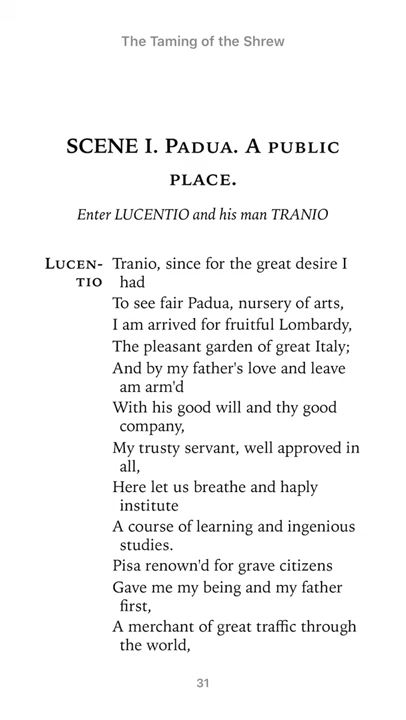 The Taming of the Shrew
SCENE I. PADUA. A PUBLIC
PLACE.
Enter LUCENTIO and his man TRANIO
LUCEN- Tranio, since for the great desire I
TIO had
To see fair Padua, nursery of arts,
I am arrived for fruitful Lombardy,
The pleasant garden of great Italy;
And by my father's love and leave
am arm'd
With his good will and thy good
company,
My trusty servant, well approved in
all,
Here let us breathe and haply
institute
A course of learning and ingenious
studies.
Pisa renown'd for grave citizens
Gave me my being and my father
first,
A merchant of great traffic through
the world,
31